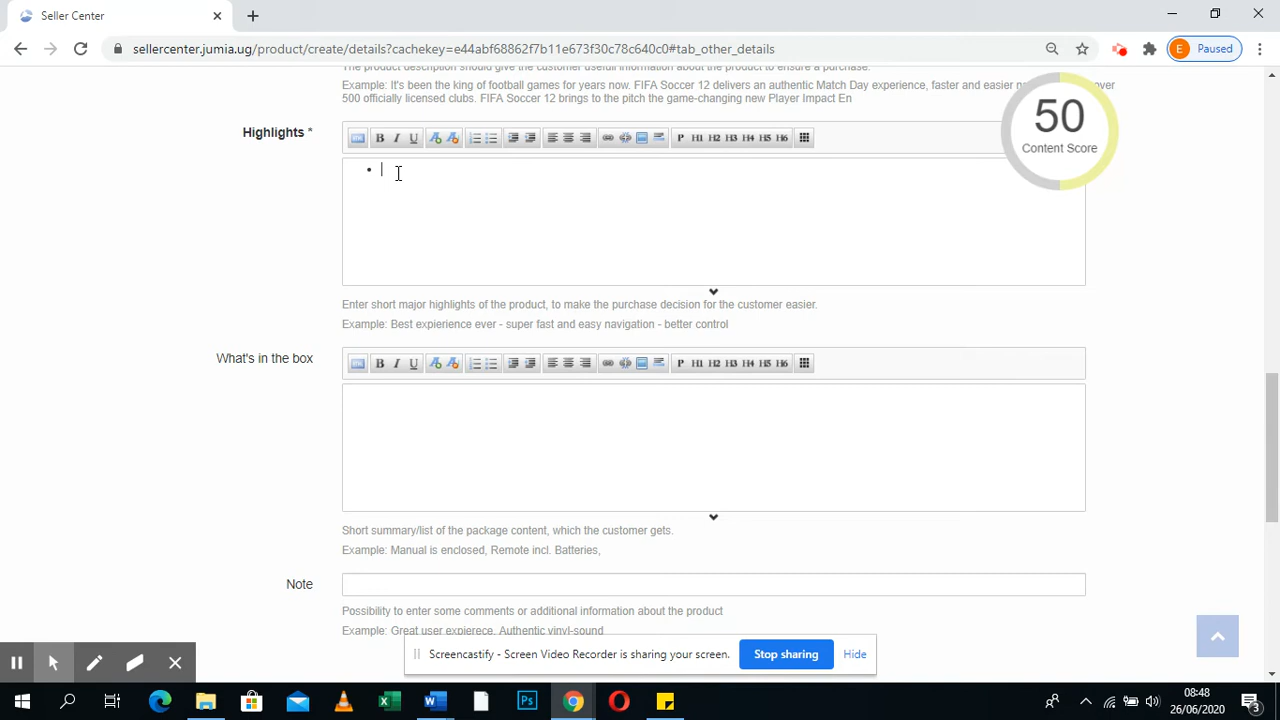 Seller Center
sellercenter.jumia.ug/product/create/details?cachekey=e44abf68862f7b11e673f30c78c640c0#tab_other_details
E Paused
The product description should give the customer usefull information about the product to ensure a purchase.
Example: It's been the king of football games for years now. FIFA Soccer 12 delivers an authentic Match Day experience, faster and easier over
500 officially licensed clubs. FIFA Soccer 12 brings to the pitch the game-changing new Player Impact En
50
Content Score
Highlights *
B I U P H1 H2 H3 H4 H5 H6
Enter short major highlights of the product, to make the purchase decision for the customer easier.
Example: Best expierience ever - super fast and easy navigation - better control
What's in the box
B I U P H1 H2 H3 H4 H5 H6
Short summary/list of the package content, which the customer gets.
Example: Manual is enclosed, Remote incl. Batteries,
Note
Possibility to enter some comments or additional information about the product
Example: Great user expierece, Authentic vinyl-sound
Screencastify - Screen Video Recorder is sharing your screen.
Stop sharing
Hide
Ps
08:48
26/06/2020
3